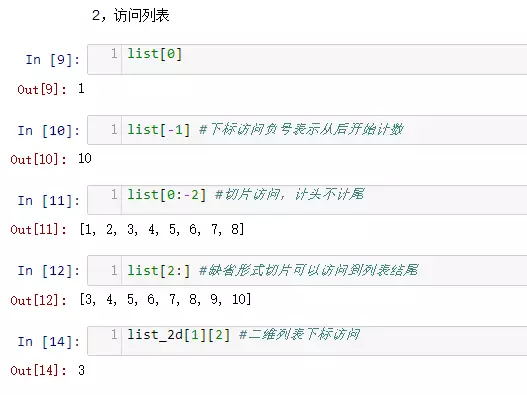 2，访问列表
In [9]: 1 list[0]
Out[9]: 1
In [10]: 1 list[-1] #下标访问负号表示从后开始计数
Out[10]: 10
In [11]: 1 list[0:-2] #切片访问，计头不计尾
Out[11]: [1, 2, 3, 4, 5, 6, 7, 8]
In [12]: 1 list[2:] #缺省形式切片可以访问到列表结尾
Out[12]: [3, 4, 5, 6, 7, 8, 9, 10]
In [14]: 1 list_2d[1][2] #二维列表下标访问
Out[14]: 3